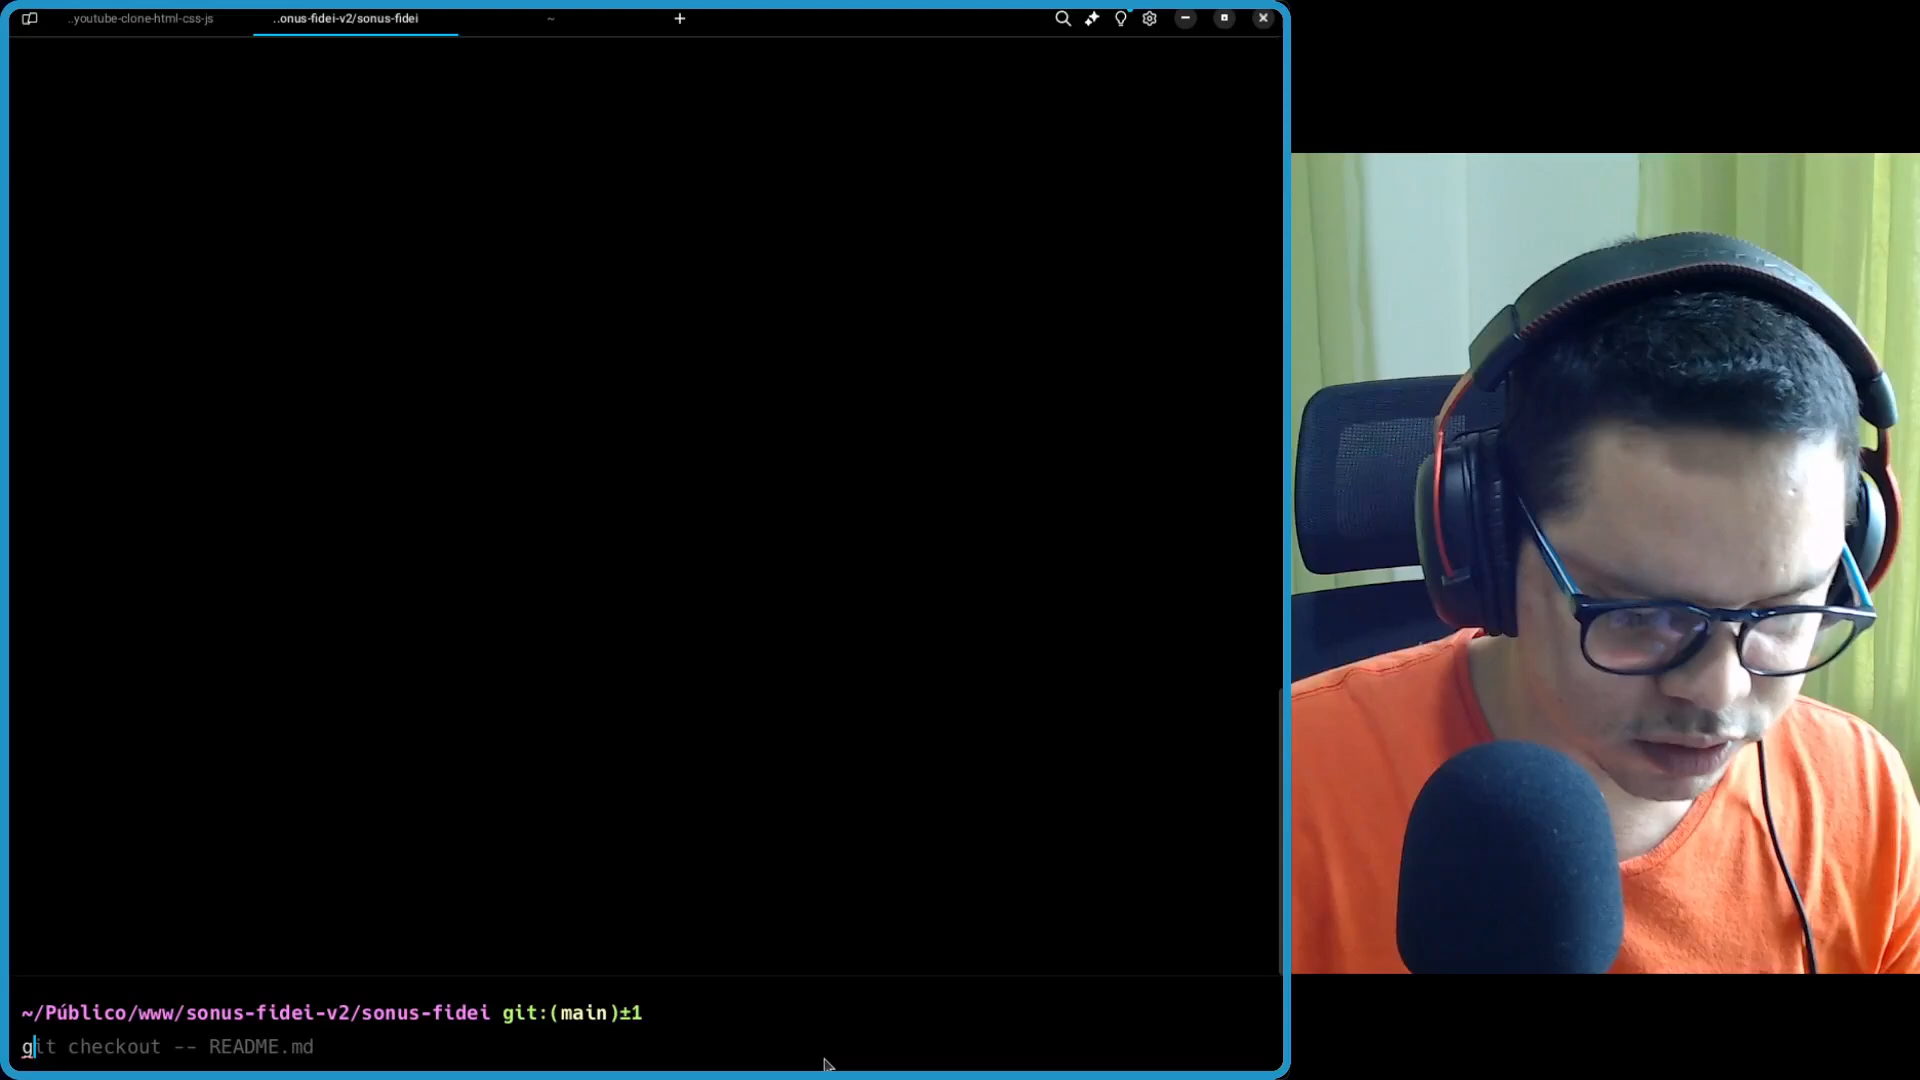 ..youtube-clone-html-css-js
..onus-fidei-v2/sonus-fidei
~
~/Público/www/sonus-fidei-v2/sonus-fidei git:(main)±1
git checkout -- README.md